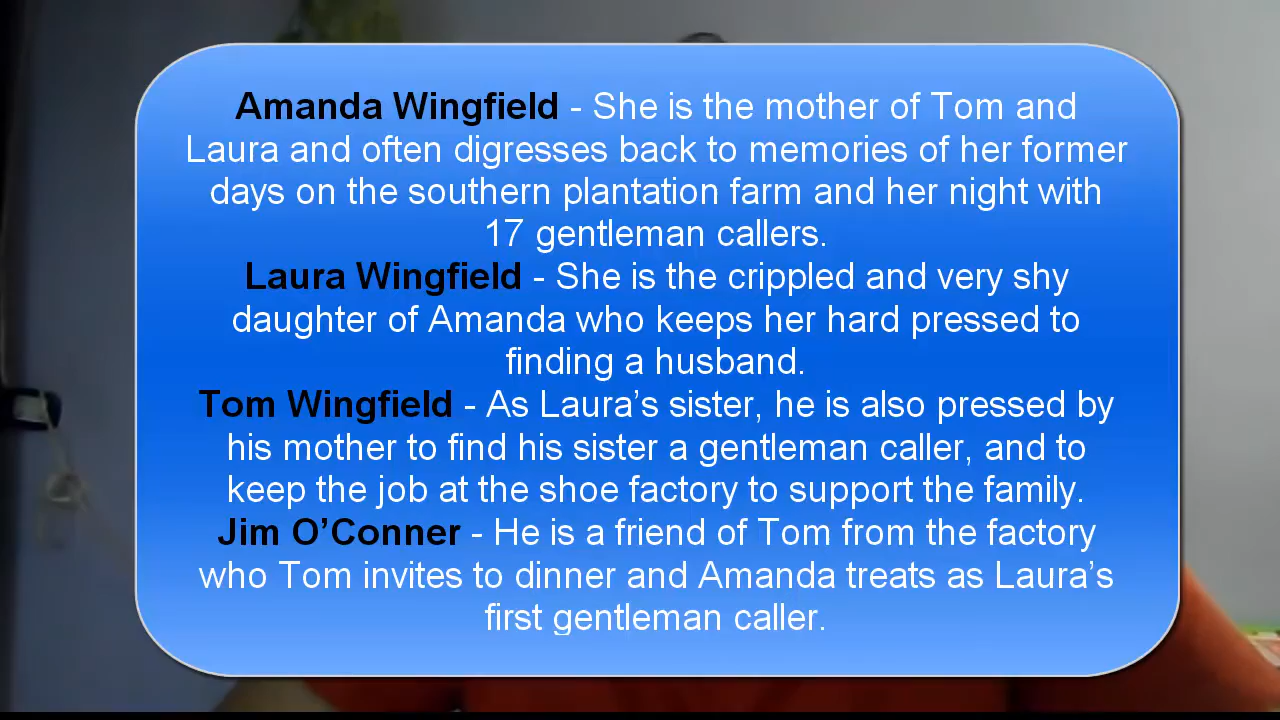 Amanda Wingfield - She is the mother of Tom and
Laura and often digresses back to memories of her former
days on the southern plantation farm and her night with
17 gentleman callers.
Laura Wingfield - She is the crippled and very shy
daughter of Amanda who keeps her hard pressed to
finding a husband.
Tom Wingfield - As Laura’s sister, he is also pressed by
his mother to find his sister a gentleman caller, and to
keep the job at the shoe factory to support the family.
Jim O’Conner - He is a friend of Tom from the factory
who Tom invites to dinner and Amanda treats as Laura’s
first gentleman caller.